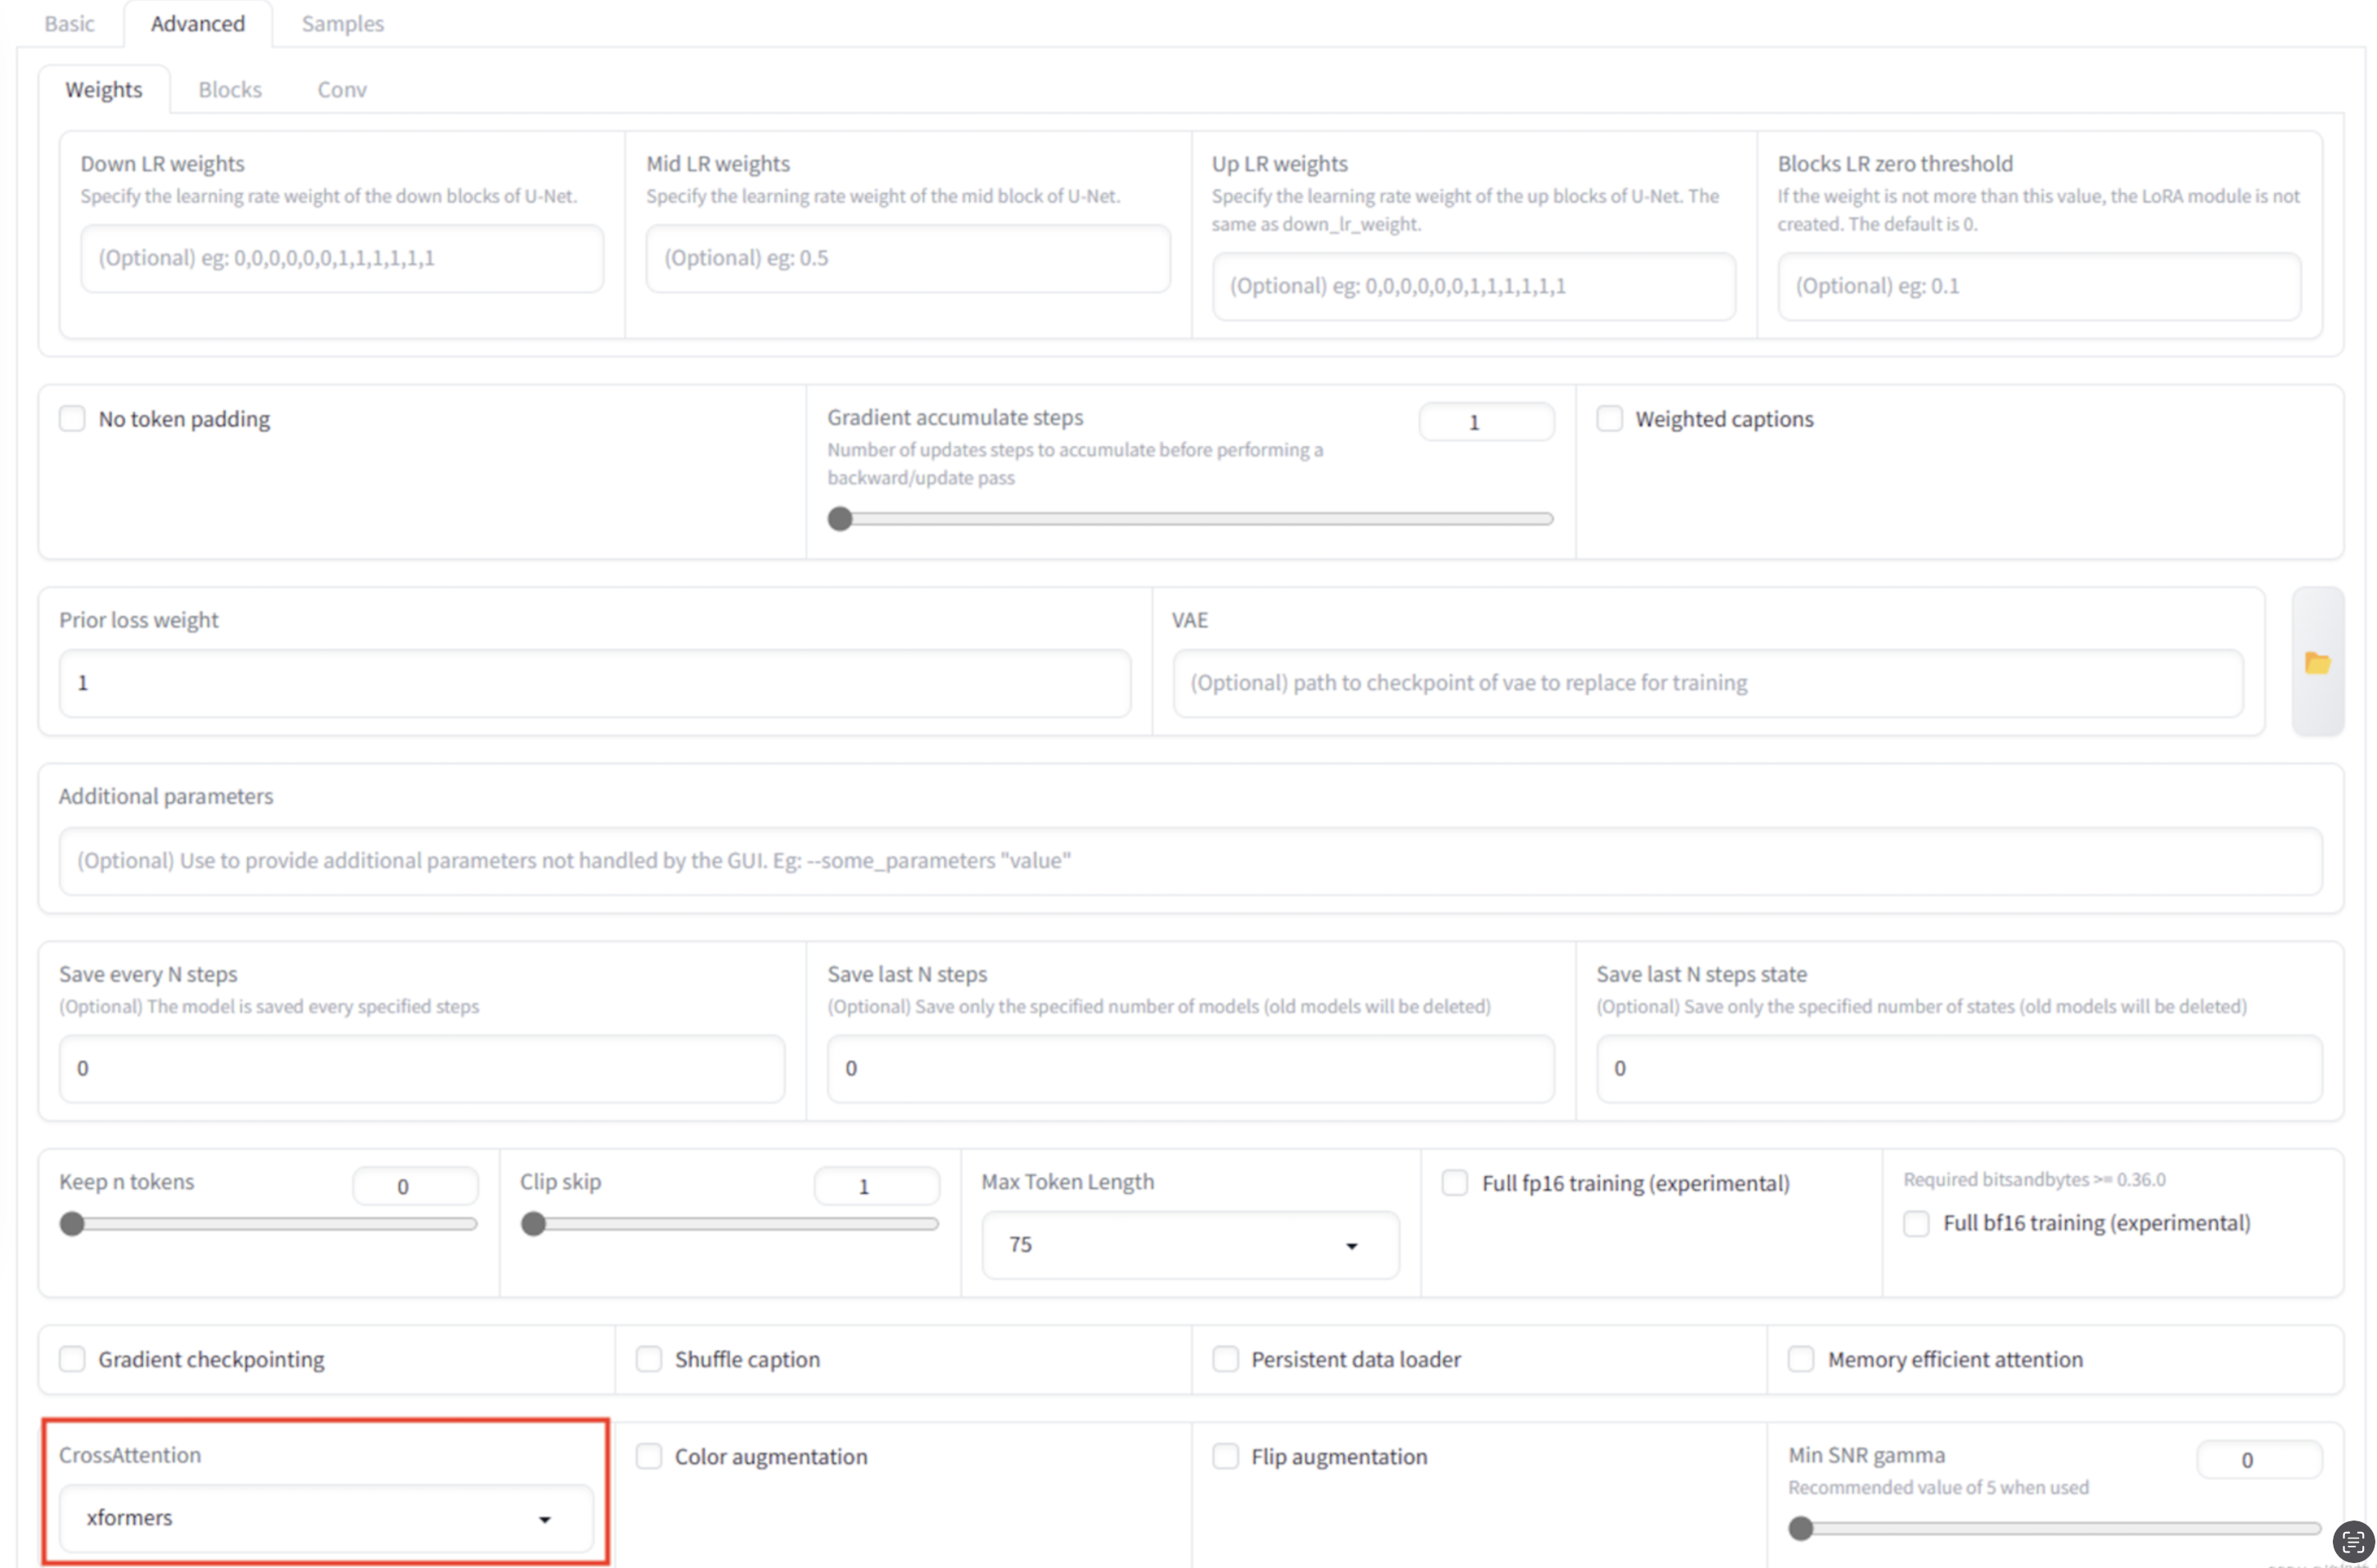 Basic Advanced Samples
Weights Blocks Conv
Down LR weights
Specify the learning rate weight of the down blocks of U-Net.
(Optional) eg: 0,0,0,0,0,0,1,1,1,1,1,1
Mid LR weights
Specify the learning rate weight of the mid block of U-Net.
(Optional) eg: 0.5
Up LR weights
Specify the learning rate weight of the up blocks of U-Net. The
same as down_lr_weight.
(Optional) eg: 0,0,0,0,0,0,1,1,1,1,1,1
Blocks LR zero threshold
If the weight is not more than this value, the LoRA module is not
created. The default is 0.
(Optional) eg: 0.1
No token padding
Gradient accumulate steps
1
Number of updates steps to accumulate before performing a
backward/update pass
Weighted captions
Prior loss weight
1
VAE
(Optional) path to checkpoint of vae to replace for training
Additional parameters
(Optional) Use to provide additional parameters not handled by the GUI. Eg: --some_parameters "value"
Save every N steps
(Optional) The model is saved every specified steps
0
Save last N steps
(Optional) Save only the specified number of models (old models will be deleted)
0
Save last N steps state
(Optional) Save only the specified number of states (old models will be deleted)
0
Keep n tokens
0
Clip skip
1
Max Token Length
75
Full fp16 training (experimental)
Required bitsandbytes >= 0.36.0
Full bf16 training (experimental)
Gradient checkpointing
Shuffle caption
Persistent data loader
Memory efficient attention
CrossAttention
xformers
Color augmentation
Flip augmentation
Min SNR gamma
0
Recommended value of 5 when used